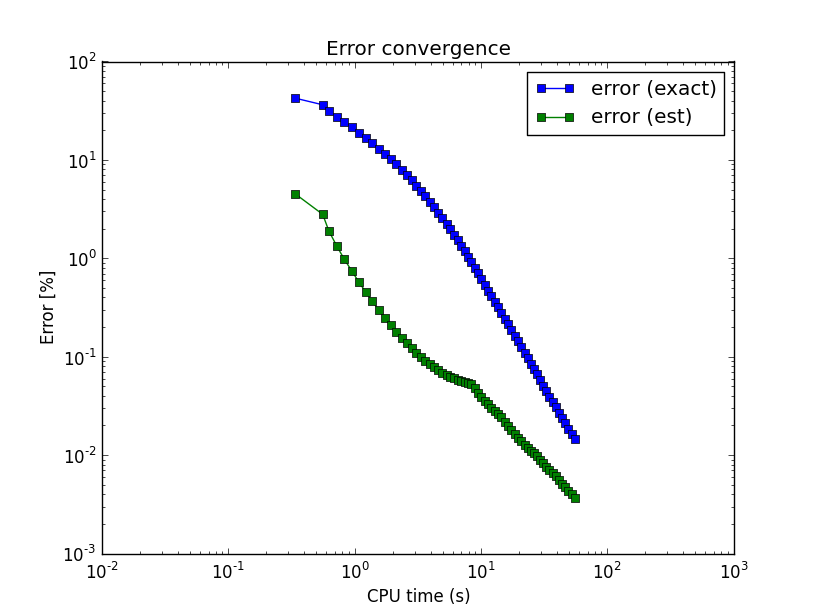 Error convergence
error (exact)
error (est)
10^2
10^1
10^0
10^-1
10^-2
10^-3
Error [%]
10^-2 10^-1 10^0 10^1 10^2 10^3
CPU time (s)